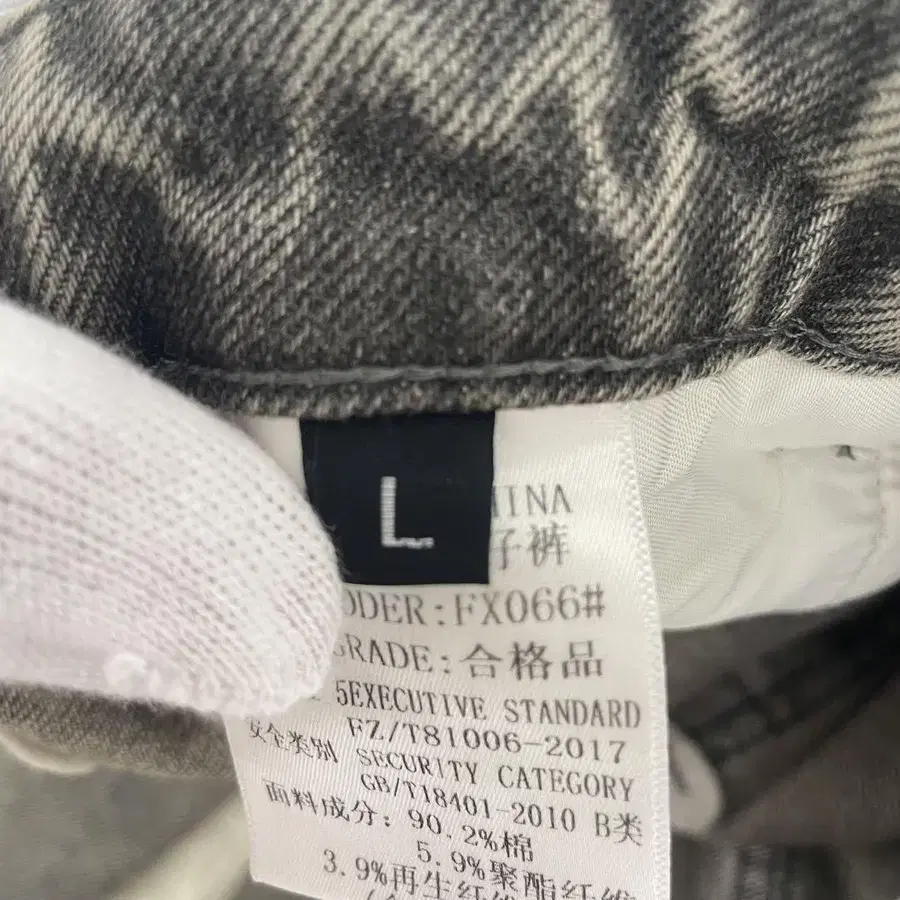 L
INA
仔裤
ODER:FX066#
GRADE:合格品
5EXECUTIVE STANDARD
FZ/T81006-2017
安全类别 SECURITY CATEGORY
GB/T18401-2010 B类
面料成分: 90.2%棉
5.9%聚酯纤维
3.9%再生纤维